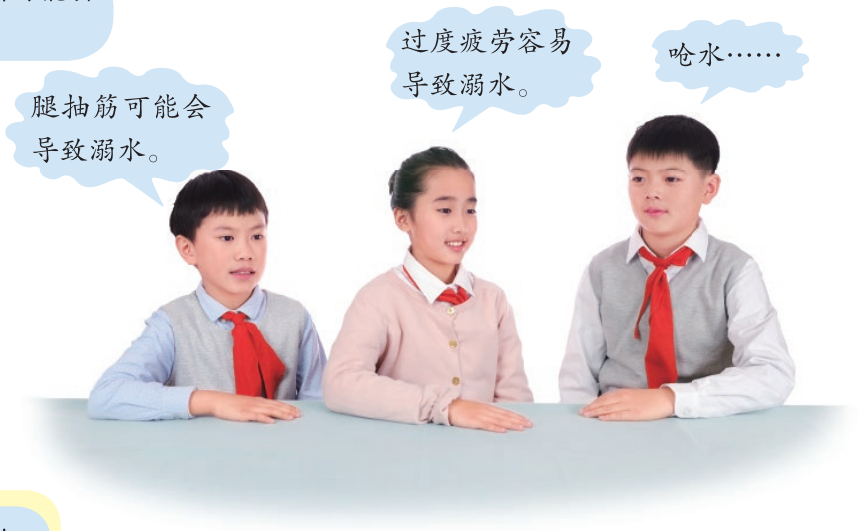 腿抽筋可能会
导致溺水。
过度疲劳容易
导致溺水。
呛水……